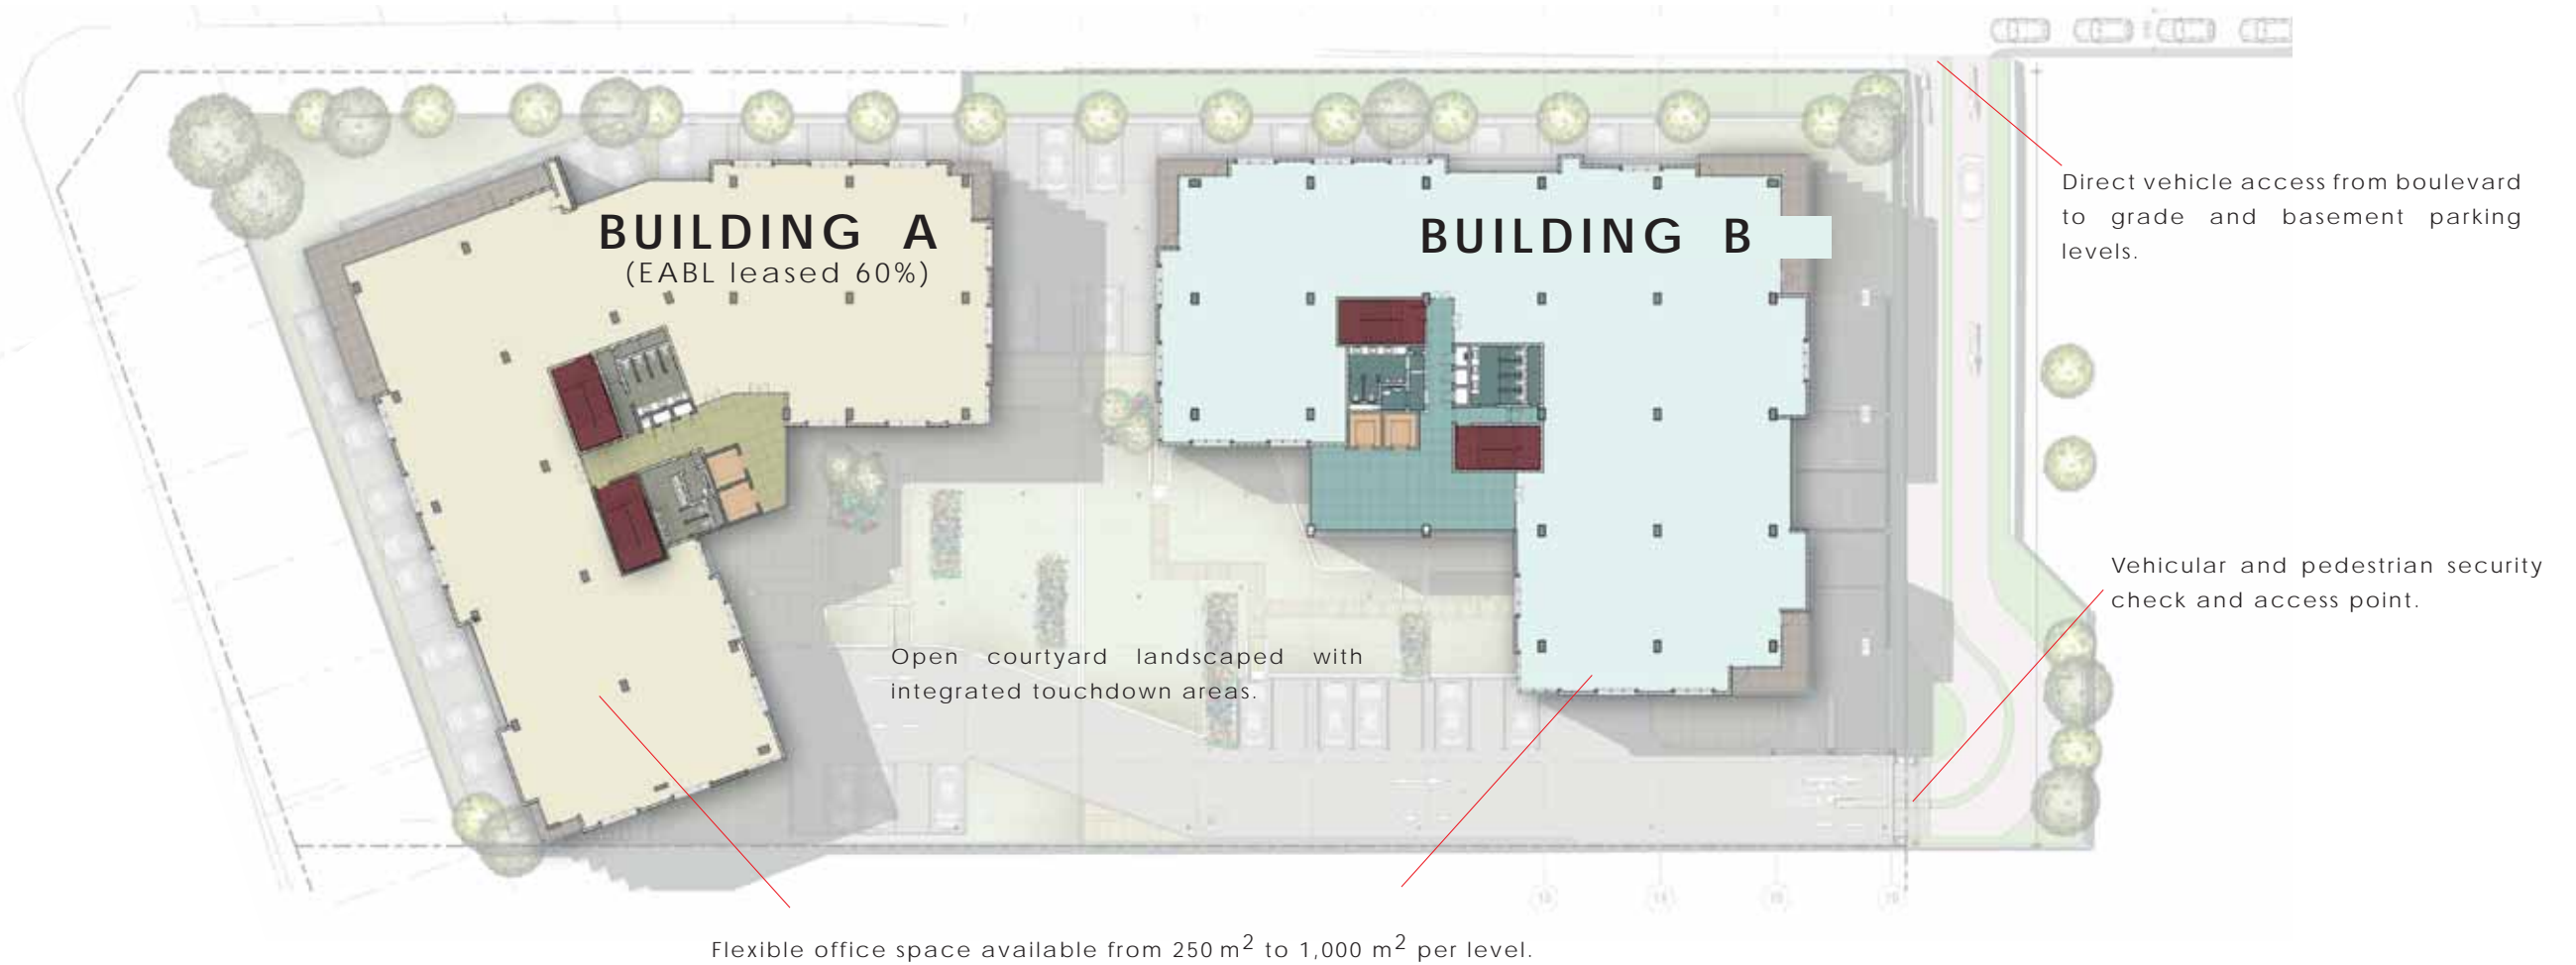 BUILDING A
(EABL leased 60%)
BUILDING B
Direct vehicle access from boulevard
to grade and basement parking
levels.
Vehicular and pedestrian security
check and access point.
Open courtyard landscaped with
integrated touchdown areas.
Flexible office space available from 250 m² to 1,000 m² per level.